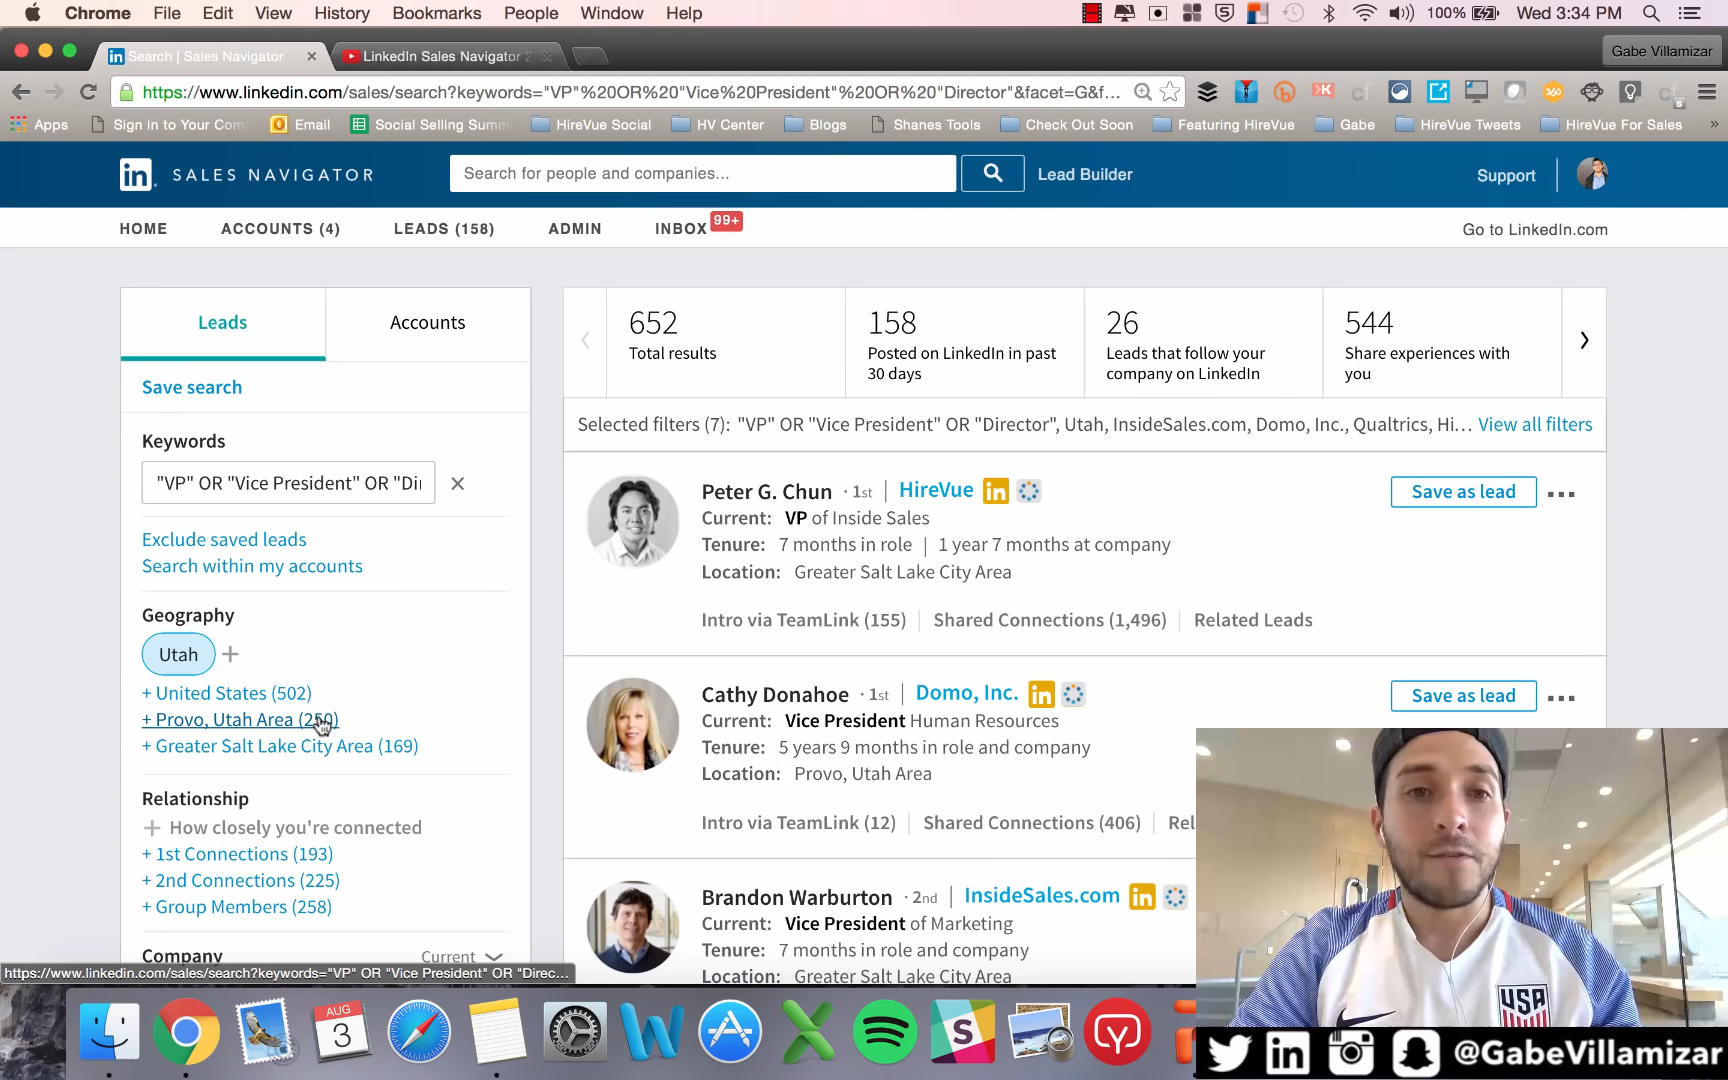 Chrome File Edit View History Bookmarks People Window Help 100% Wed 3:34 PM
Search | Sales Navigator LinkedIn Sales Navigator 2 Gabe Villamizar
https://www.linkedin.com/sales/search?keywords="VP"%20OR%20"Vice%20President"%20OR%20"Director"&facet=G&f...
Apps Sign in to Your Com Email Social Selling Summ HireVue Social HV Center Blogs Shanes Tools Check Out Soon Featuring HireVue Gabe HireVue Tweets HireVue For Sales »
in SALES NAVIGATOR Search for people and companies... Lead Builder Support
HOME ACCOUNTS (4) LEADS (158) ADMIN INBOX 99+ Go to LinkedIn.com
Leads Accounts
Save search
Keywords
"VP" OR "Vice President" OR "Di
Exclude saved leads
Search within my accounts
Geography
Utah
+ United States (502)
+ Provo, Utah Area (250)
+ Greater Salt Lake City Area (169)
Relationship
How closely you're connected
+ 1st Connections (193)
+ 2nd Connections (225)
+ Group Members (258)
Company Current
https://www.linkedin.com/sales/search?keywords="VP" OR "Vice President" OR "Direc...
652
Total results
158
Posted on LinkedIn in past
30 days
26
Leads that follow your
company on LinkedIn
544
Share experiences with
you
Selected filters (7): "VP" OR "Vice President" OR "Director", Utah, InsideSales.com, Domo, Inc., Qualtrics, Hi... View all filters
Peter G. Chun · 1st | HireVue in Save as lead
Current: VP of Inside Sales
Tenure: 7 months in role | 1 year 7 months at company
Location: Greater Salt Lake City Area
Intro via TeamLink (155) Shared Connections (1,496) Related Leads
Cathy Donahoe · 1st | Domo, Inc. in Save as lead
Current: Vice President Human Resources
Tenure: 5 years 9 months in role and company
Location: Provo, Utah Area
Intro via TeamLink (12) Shared Connections (406) Rel
Brandon Warburton · 2nd | InsideSales.com in
Current: Vice President of Marketing
Tenure: 7 months in role and company
Location: Greater Salt Lake City Area
AUG
3
USA
in @GabeVillamizar